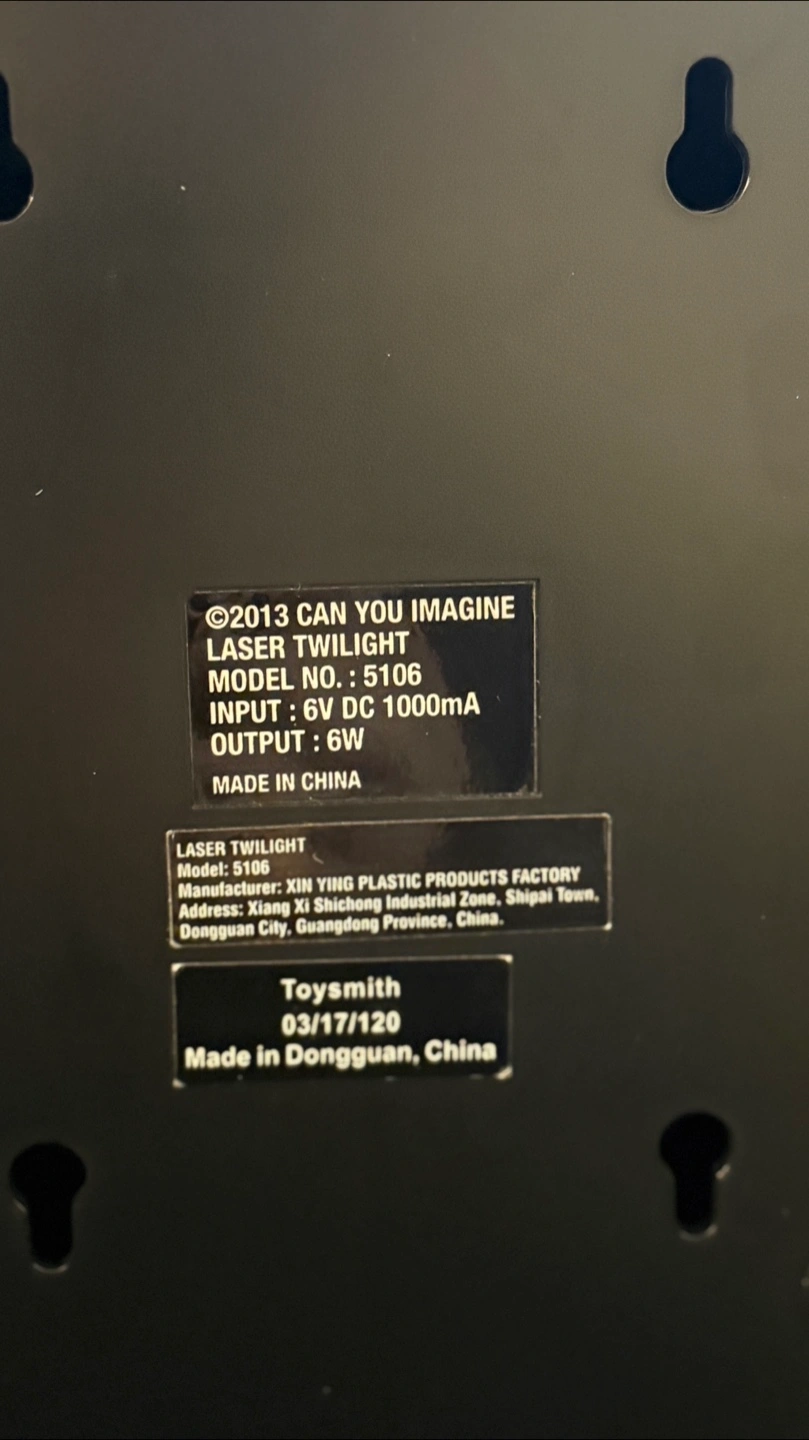 ©2013 CAN YOU IMAGINE
LASER TWILIGHT
MODEL NO. : 5106
INPUT : 6V DC 1000mA
OUTPUT : 6W
MADE IN CHINA
LASER TWILIGHT
Model: 5106
Manufacturer: XIN YING PLASTIC PRODUCTS FACTORY
Address: Xiang Xi Shichong Industrial Zone, Shipai Town,
Dongguan City, Guangdong Province, China.
Toysmith
03/17/120
Made in Dongguan, China